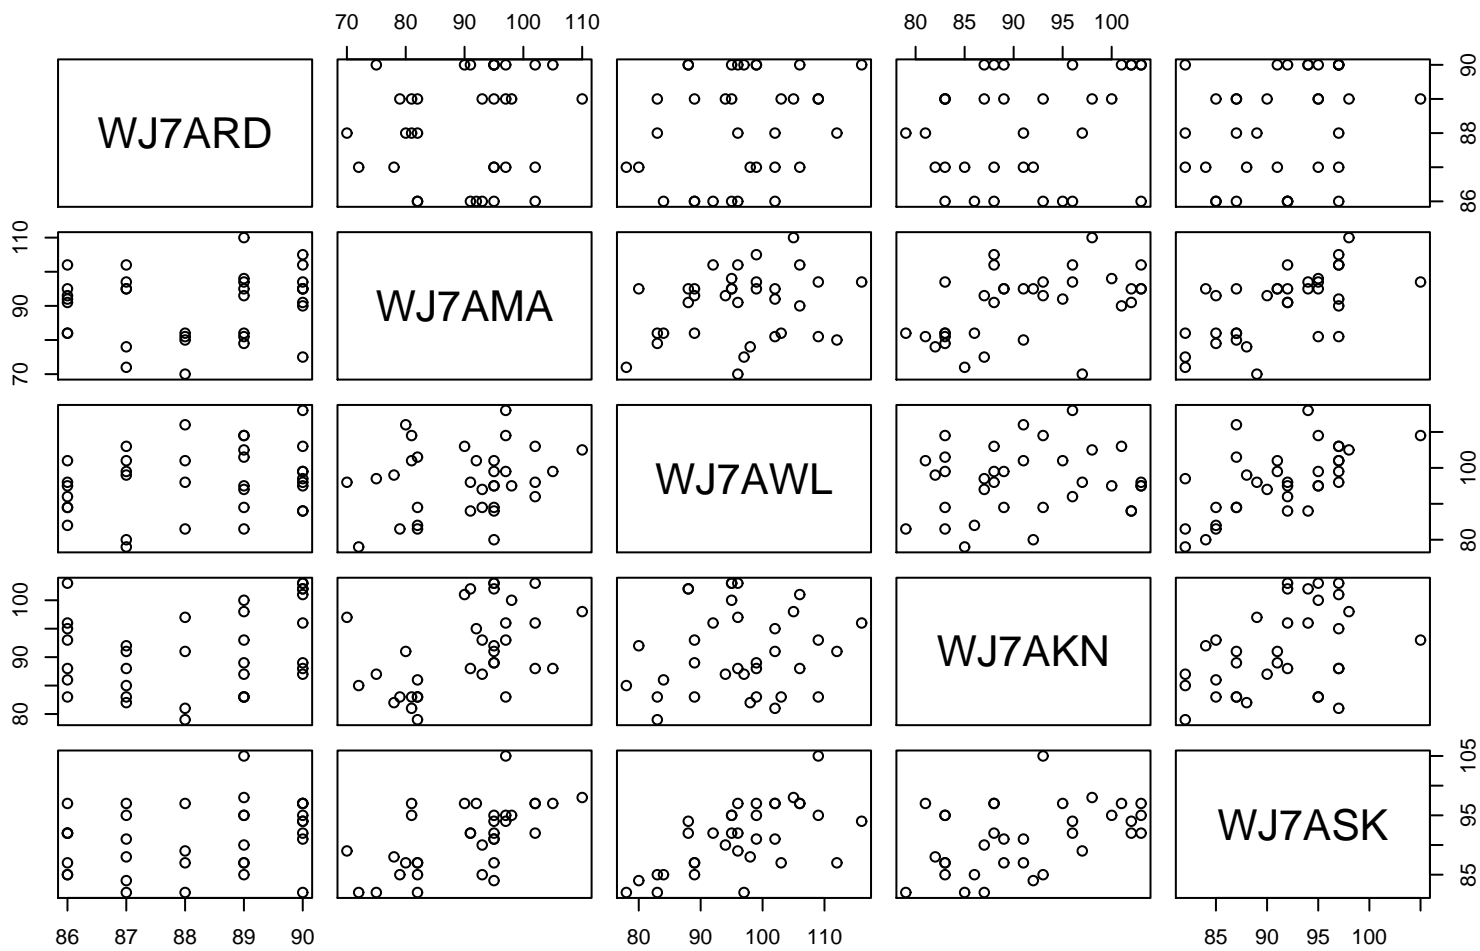 70 80 90 100 110 80 85 90 95 100
WJ7ARD 86 88 90
70 90 110 WJ7AMA
WJ7AWL 80 100
80 90 100 WJ7AKN
WJ7ASK 85 95 105
86 87 88 89 90 80 90 100 110 85 90 95 100